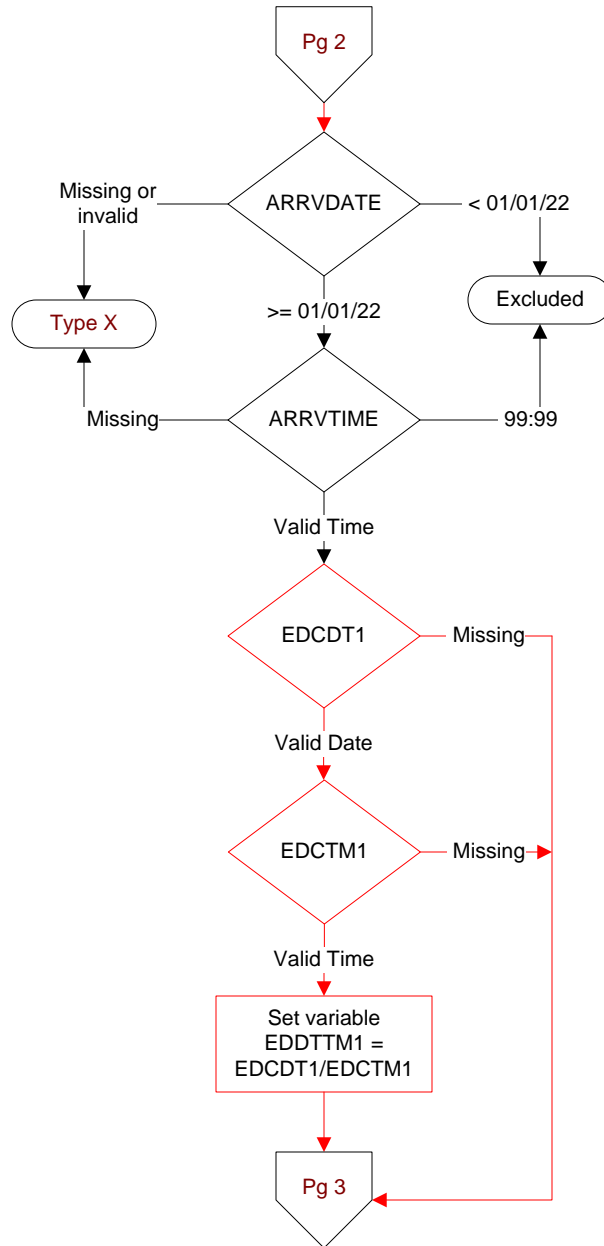 Pg 2
Missing or
invalid
ARRVDATE
< 01/01/22
Type X
>= 01/01/22
Excluded
Missing
ARRVTIME
99:99
Valid Time
EDCDT1
Missing
Valid Date
EDCTM1
Missing
Valid Time
Set variable
EDDTTM1 =
EDCDT1/EDCTM1
Pg 3